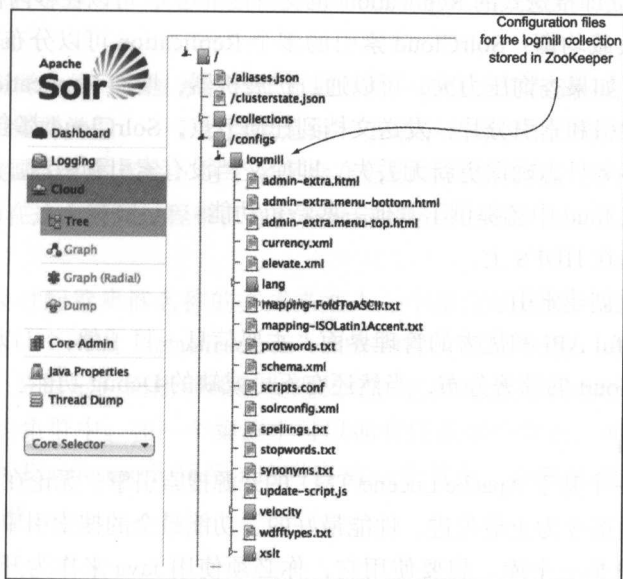 Configuration files
for the logmill collection
stored in ZooKeeper
Apache
Solr
Dashboard
Logging
Cloud
Tree
Graph
Graph (Radial)
Dump
Core Admin
Java Properties
Thread Dump
Core Selector
/
/aliases.json
/clusterstate.json
/collections
/configs
logmill
admin-extra.html
admin-extra.menu-bottom.html
admin-extra.menu-top.html
currency.xml
elevate.xml
lang
mapping-FoldToASCII.txt
mapping-ISOLatin1Accent.txt
protwords.txt
schema.xml
scripts.conf
solrconfig.xml
spellings.txt
stopwords.txt
synonyms.txt
update-script.js
velocity
wdfftypes.txt
xslt